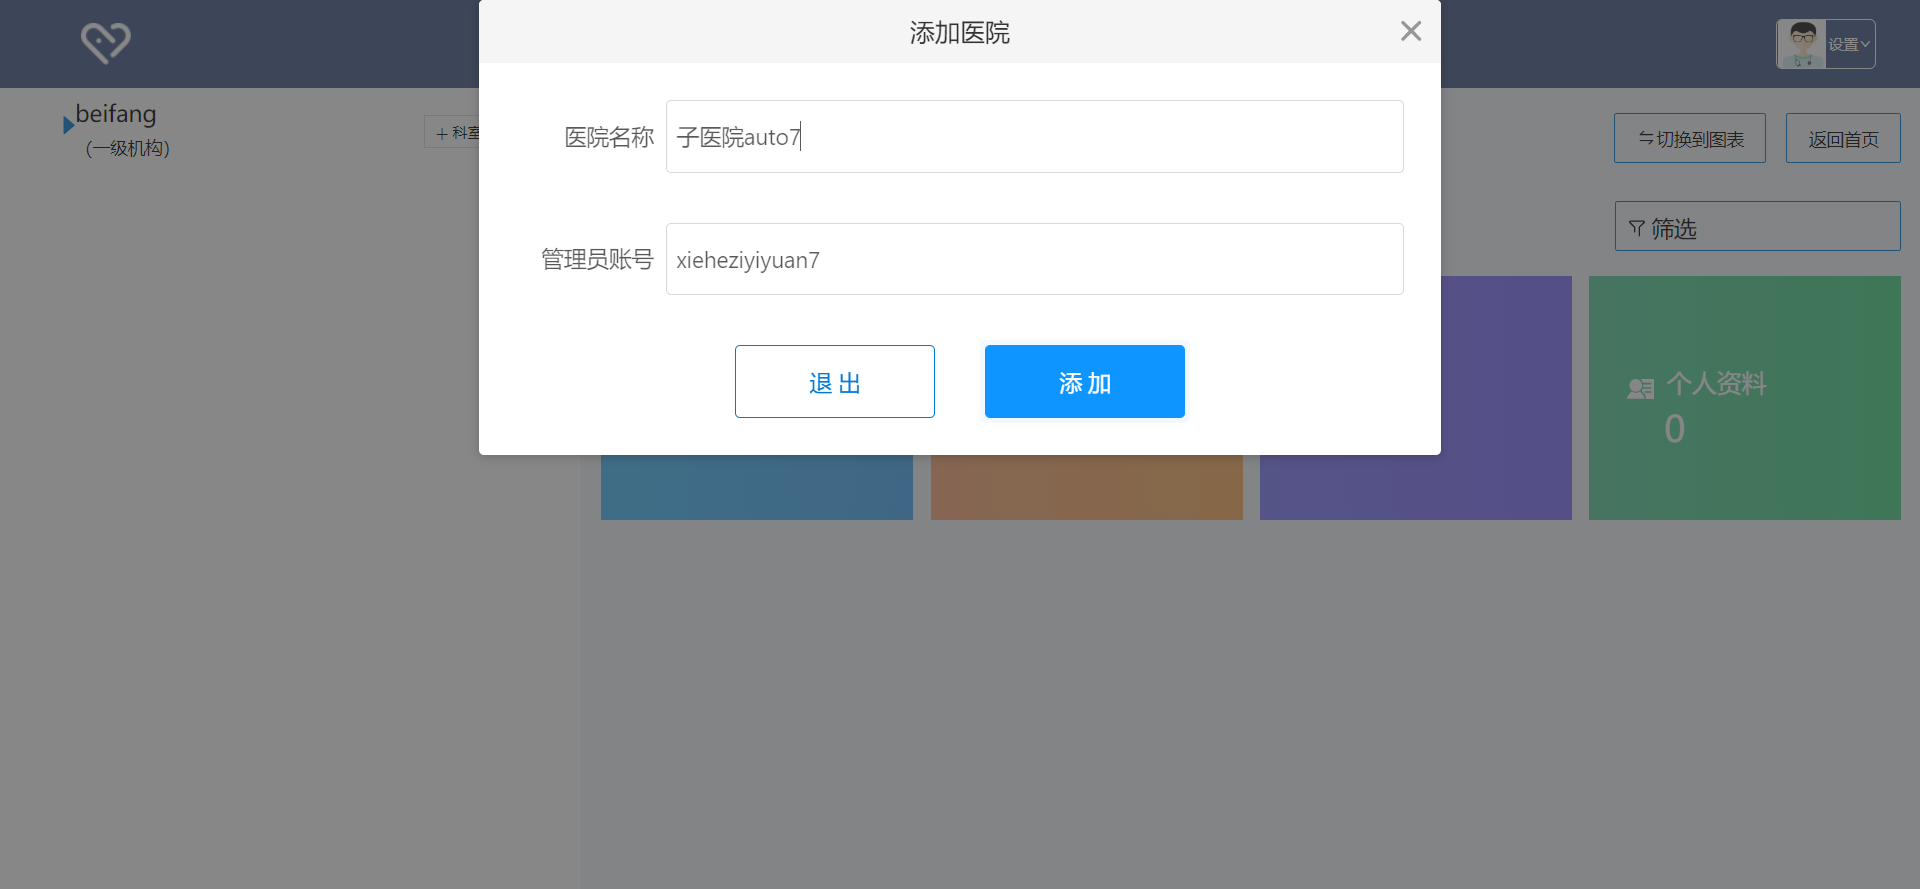 添加医院
设置
beifang
(一级机构)
+ 科室
医院名称
子医院auto7
管理员账号
xieheziyiyuan7
退出
添加
切换到图表
返回首页
筛选
个人资料
0